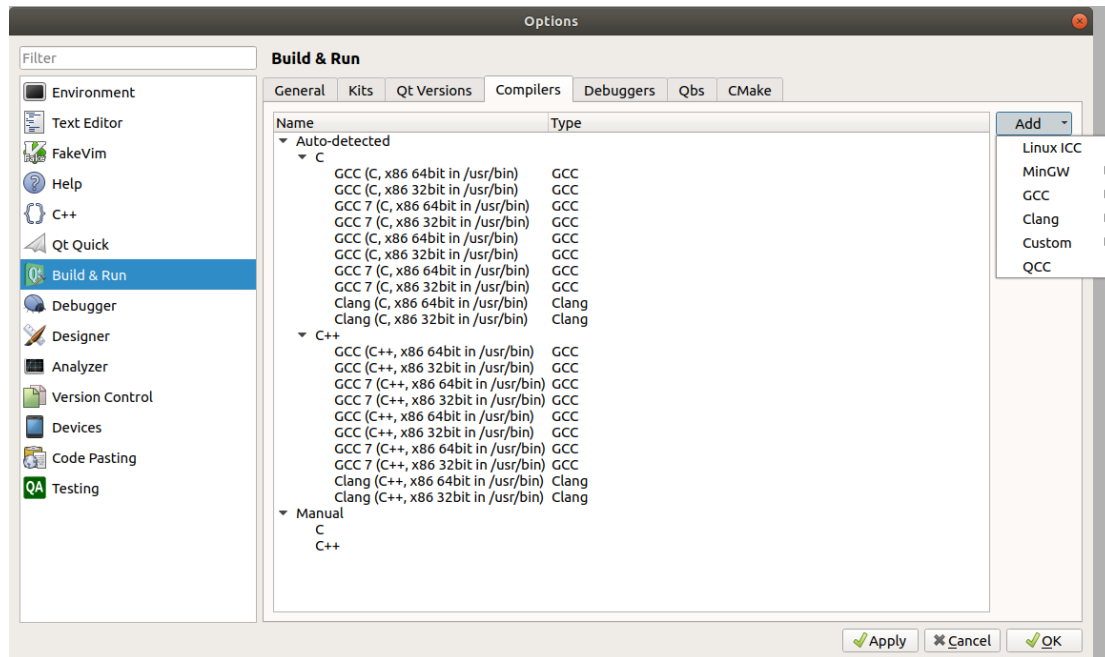 Options
Filter
Environment
Text Editor
FakeVim
Help
C++
Qt Quick
Build & Run
Debugger
Designer
Analyzer
Version Control
Devices
Code Pasting
QA Testing
Build & Run
General Kits Qt Versions Compilers Debuggers Qbs CMake
Name Type
Auto-detected
C
GCC (C, x86 64bit in /usr/bin) GCC
GCC (C, x86 32bit in /usr/bin) GCC
GCC 7 (C, x86 64bit in /usr/bin) GCC
GCC 7 (C, x86 32bit in /usr/bin) GCC
GCC (C, x86 64bit in /usr/bin) GCC
GCC (C, x86 32bit in /usr/bin) GCC
GCC 7 (C, x86 64bit in /usr/bin) GCC
GCC 7 (C, x86 32bit in /usr/bin) GCC
Clang (C, x86 64bit in /usr/bin) Clang
Clang (C, x86 32bit in /usr/bin) Clang
C++
GCC (C++, x86 64bit in /usr/bin) GCC
GCC (C++, x86 32bit in /usr/bin) GCC
GCC 7 (C++, x86 64bit in /usr/bin) GCC
GCC 7 (C++, x86 32bit in /usr/bin) GCC
GCC (C++, x86 64bit in /usr/bin) GCC
GCC (C++, x86 32bit in /usr/bin) GCC
GCC 7 (C++, x86 64bit in /usr/bin) GCC
GCC 7 (C++, x86 32bit in /usr/bin) GCC
Clang (C++, x86 64bit in /usr/bin) Clang
Clang (C++, x86 32bit in /usr/bin) Clang
Manual
C
C++
Add
Linux ICC
MinGW
GCC
Clang
Custom
QCC
Apply Cancel OK